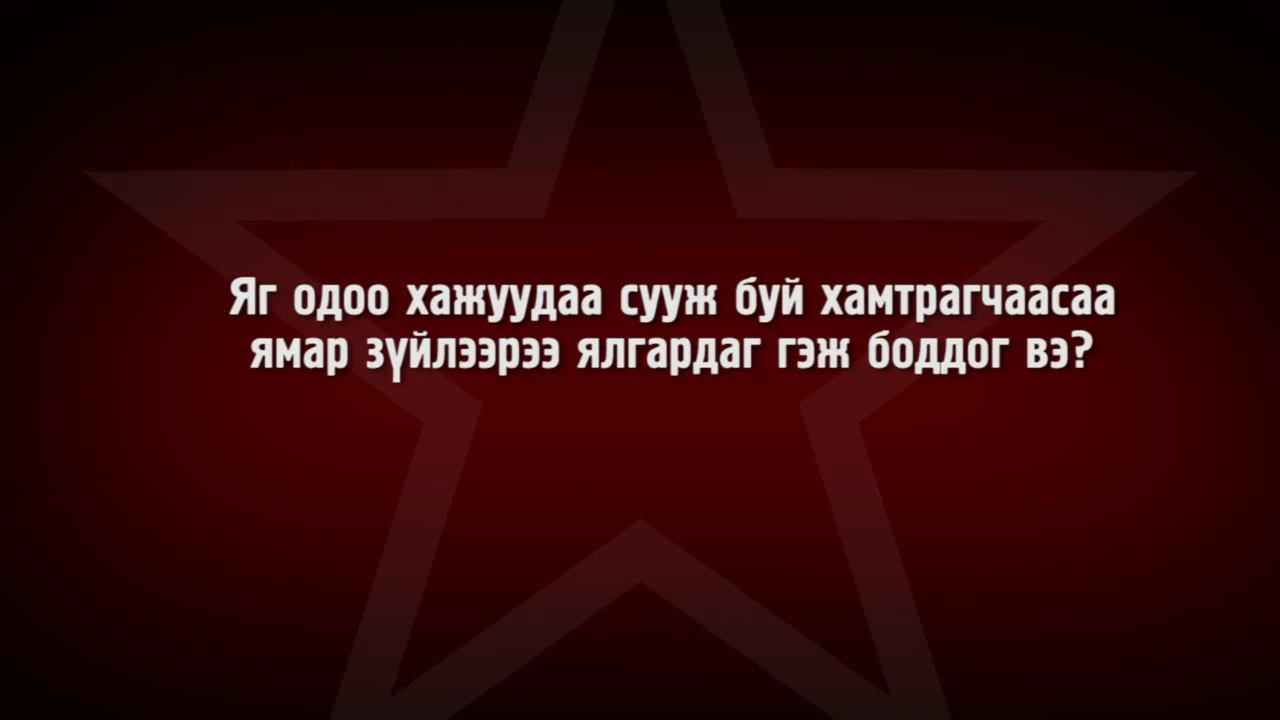 Яг одоо хажуудаа сууж буй хамтрагчаасаа
ямар зүйлээрээ ялгардаг гэж боддог вэ?